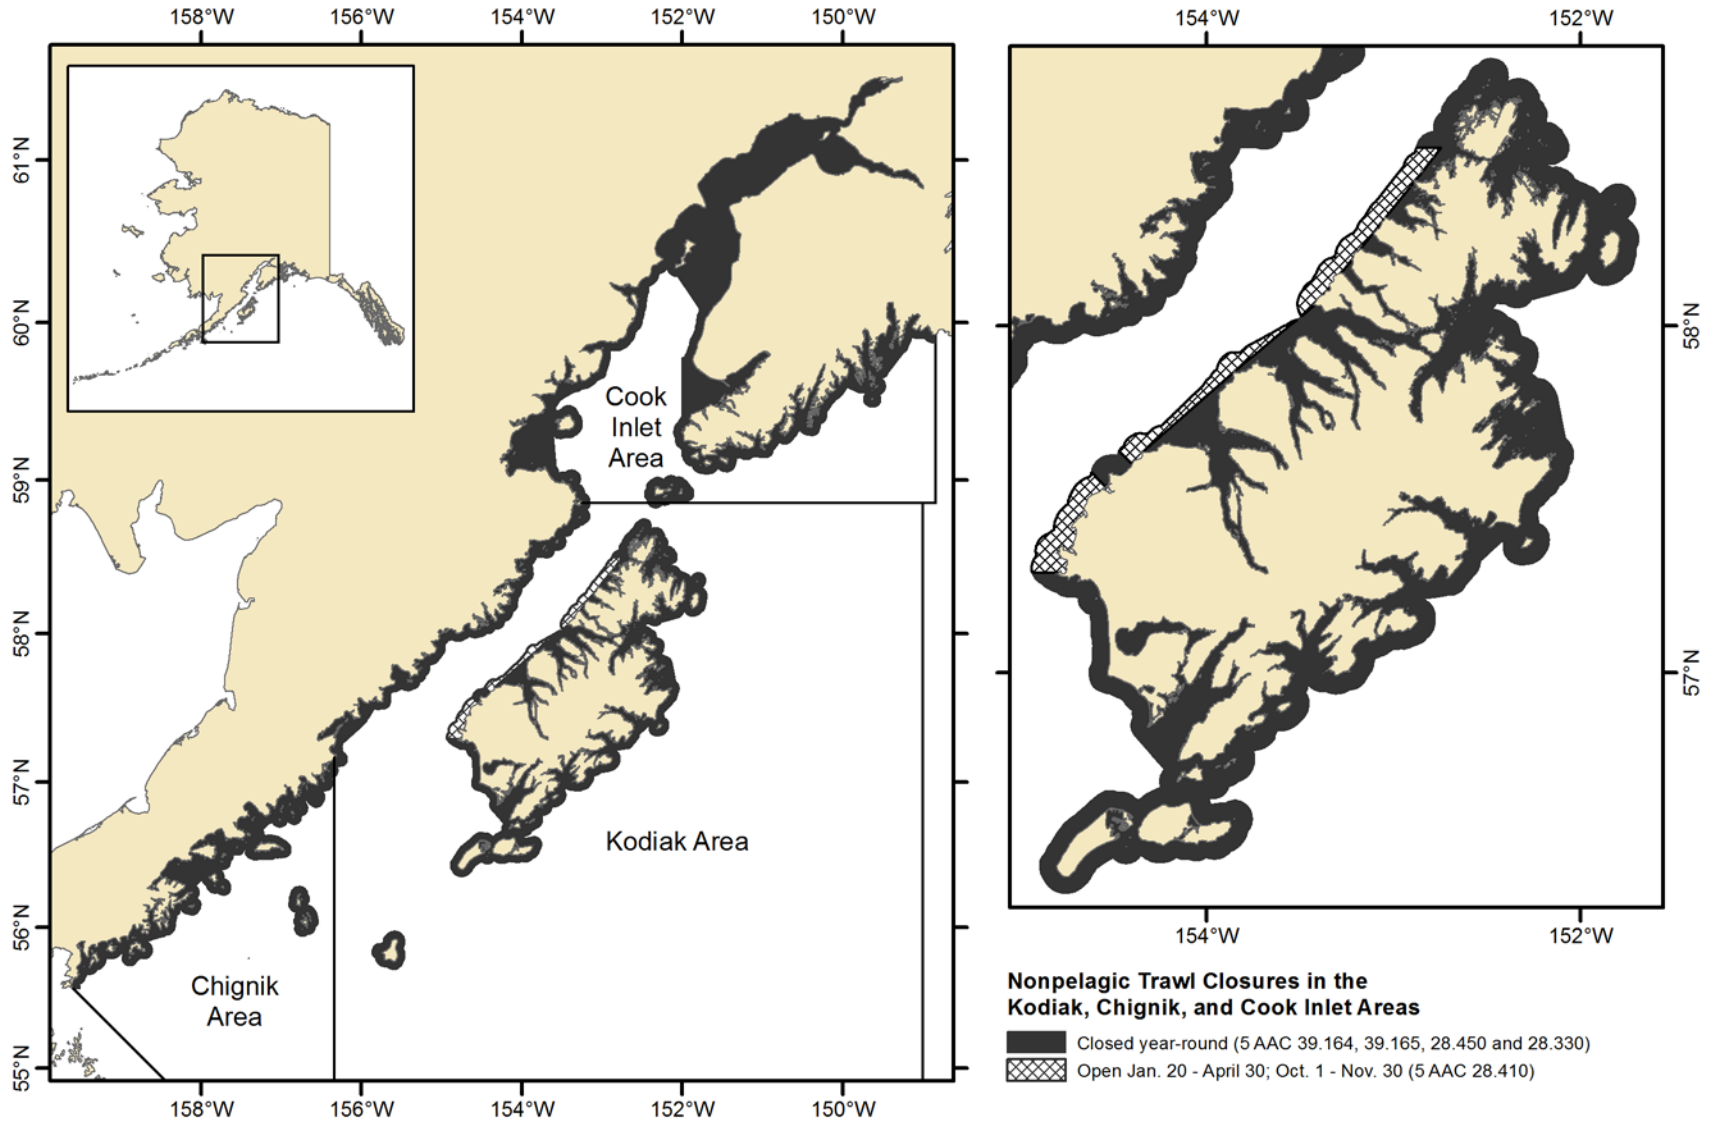 158°W 156°W 154°W 152°W 150°W
154°W 152°W
61°N
60°N
59°N
58°N
57°N
56°N
55°N
Cook
Inlet
Area
Kodiak Area
Chignik
Area
158°W 156°W 154°W 152°W 150°W
58°N
57°N
154°W 152°W
Nonpelagic Trawl Closures in the
Kodiak, Chignik, and Cook Inlet Areas
Closed year-round (5 AAC 39.164, 39.165, 28.450 and 28.330)
Open Jan. 20 - April 30; Oct. 1 - Nov. 30 (5 AAC 28.410)